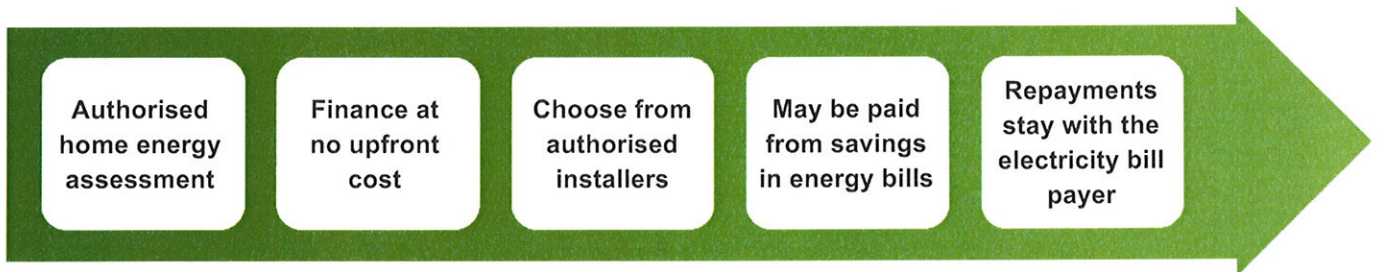 Authorised
home energy
assessment
Finance at
no upfront
cost
Choose from
authorised
installers
May be paid
from savings
in energy bills
Repayments
stay with the
electricity bill
payer